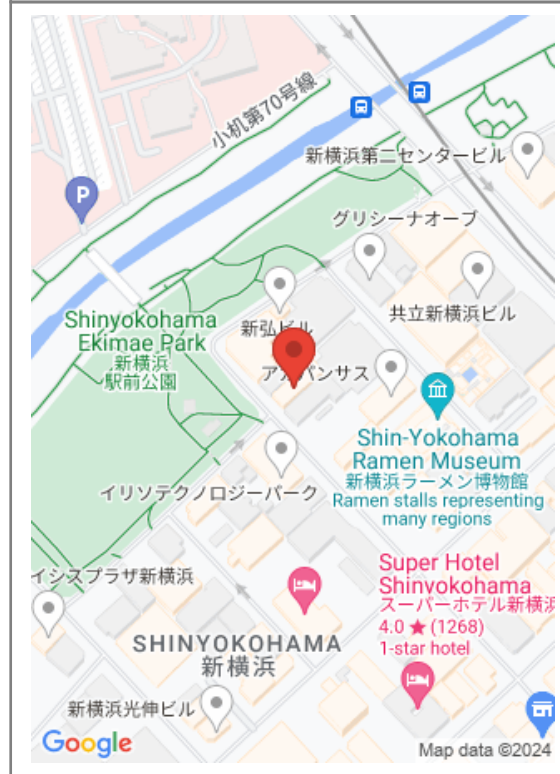 小机第70号線
P
新横浜第二センタービル
グリシーナオーブ
Shinyokohama
Ekimae Park
新横浜
駅前公園
新弘ビル
共立新横浜ビル
Shin-Yokohama
Ramen Museum
新横浜ラーメン博物館
Ramen stalls representing
many regions
イリソテクノロジーパーク
イシスプラザ新横浜
Super Hotel
Shinyokohama
スーパーホテル新横浜
4.0 ★ (1268)
1-star hotel
SHINYOKOHAMA
新横浜
新横浜光伸ビル
Google
Map data ©2024